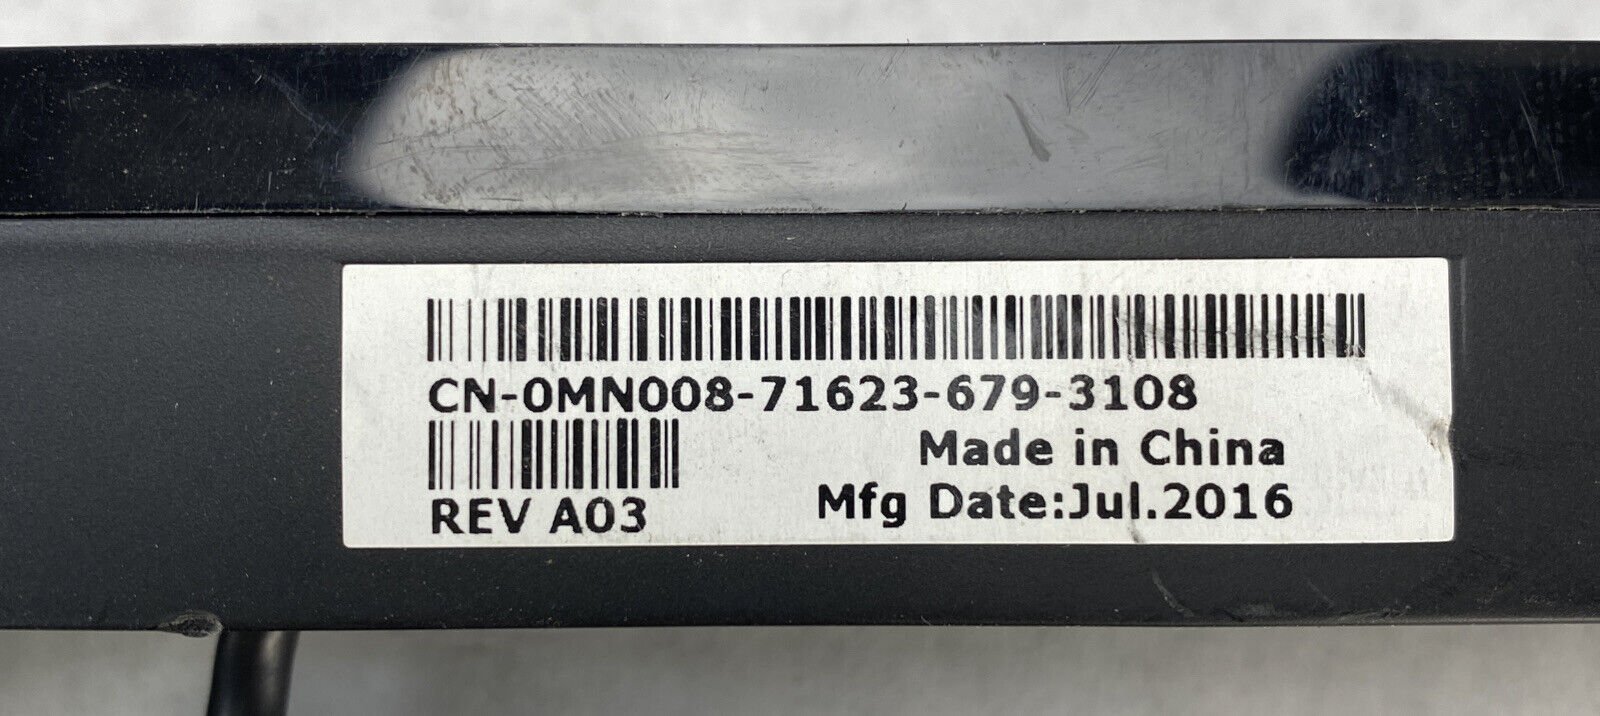 CN-0MN008-71623-679-3108
Made in China
REV A03
Mfg Date:Jul.2016